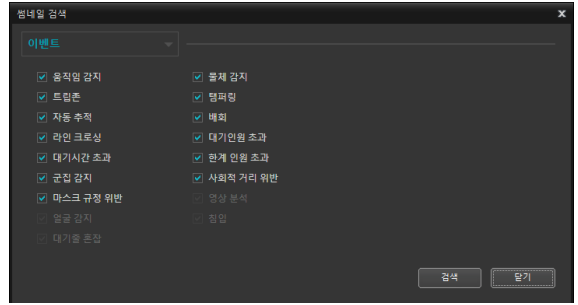 썸네일 검색 x
이벤트
움직임 감지 물체 감지
트립존 탬퍼링
자동 추적 배회
라인 크로싱 대기인원 초과
대기시간 초과 한계 인원 초과
군집 감지 사회적 거리 위반
마스크 규정 위반 영상 분석
얼굴 감지 침입
대기줄 혼잡
검색 닫기